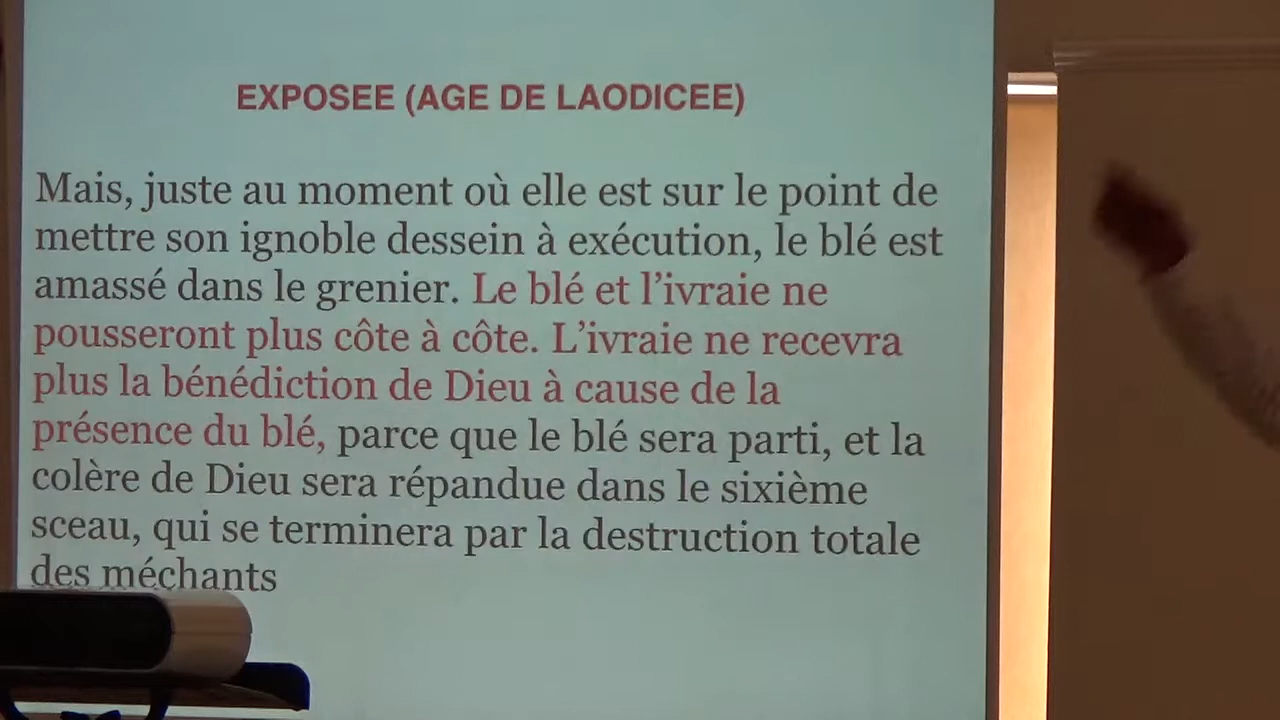 EXPOSEE (AGE DE LAODICEE)
Mais, juste au moment où elle est sur le point de
mettre son ignoble dessein à exécution, le blé est
amassé dans le grenier. Le blé et l’ivraie ne
pousseront plus côte à côte. L’ivraie ne recevra
plus la bénédiction de Dieu à cause de la
présence du blé, parce que le blé sera parti, et la
colère de Dieu sera répandue dans le sixième
sceau, qui se terminera par la destruction totale
des méchants